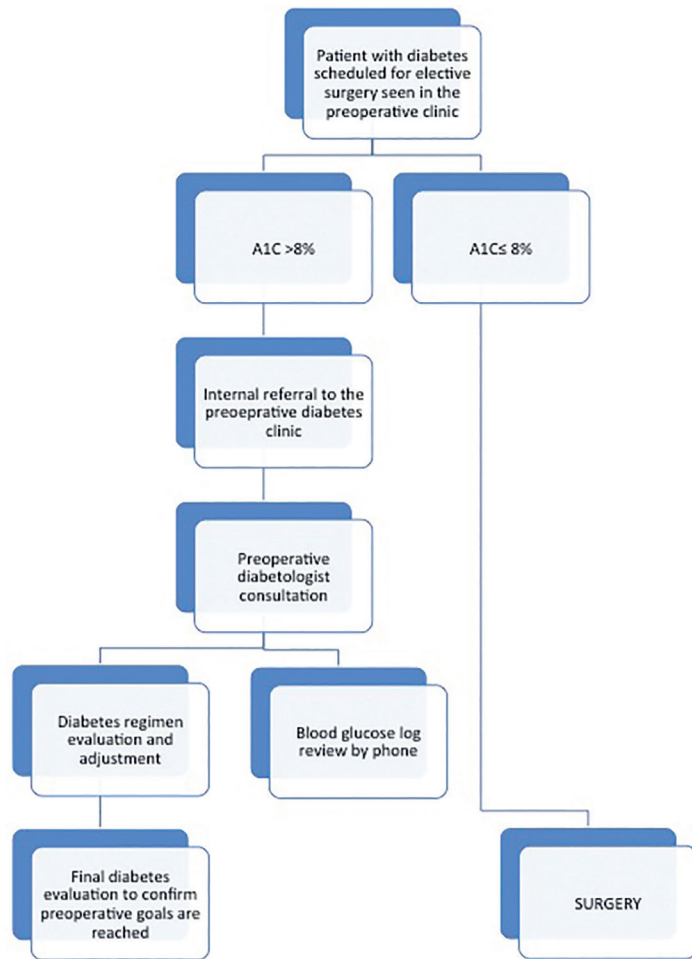 Patient with diabetes
scheduled for elective
surgery seen in the
preoperative clinic
A1C >8%
A1C≤ 8%
Internal referral to the
preoeprative diabetes
clinic
Preoperative
diabetologist
consultation
Diabetes regimen
evaluation and
adjustment
Blood glucose log
review by phone
Final diabetes
evaluation to confirm
preoperative goals are
reached
SURGERY